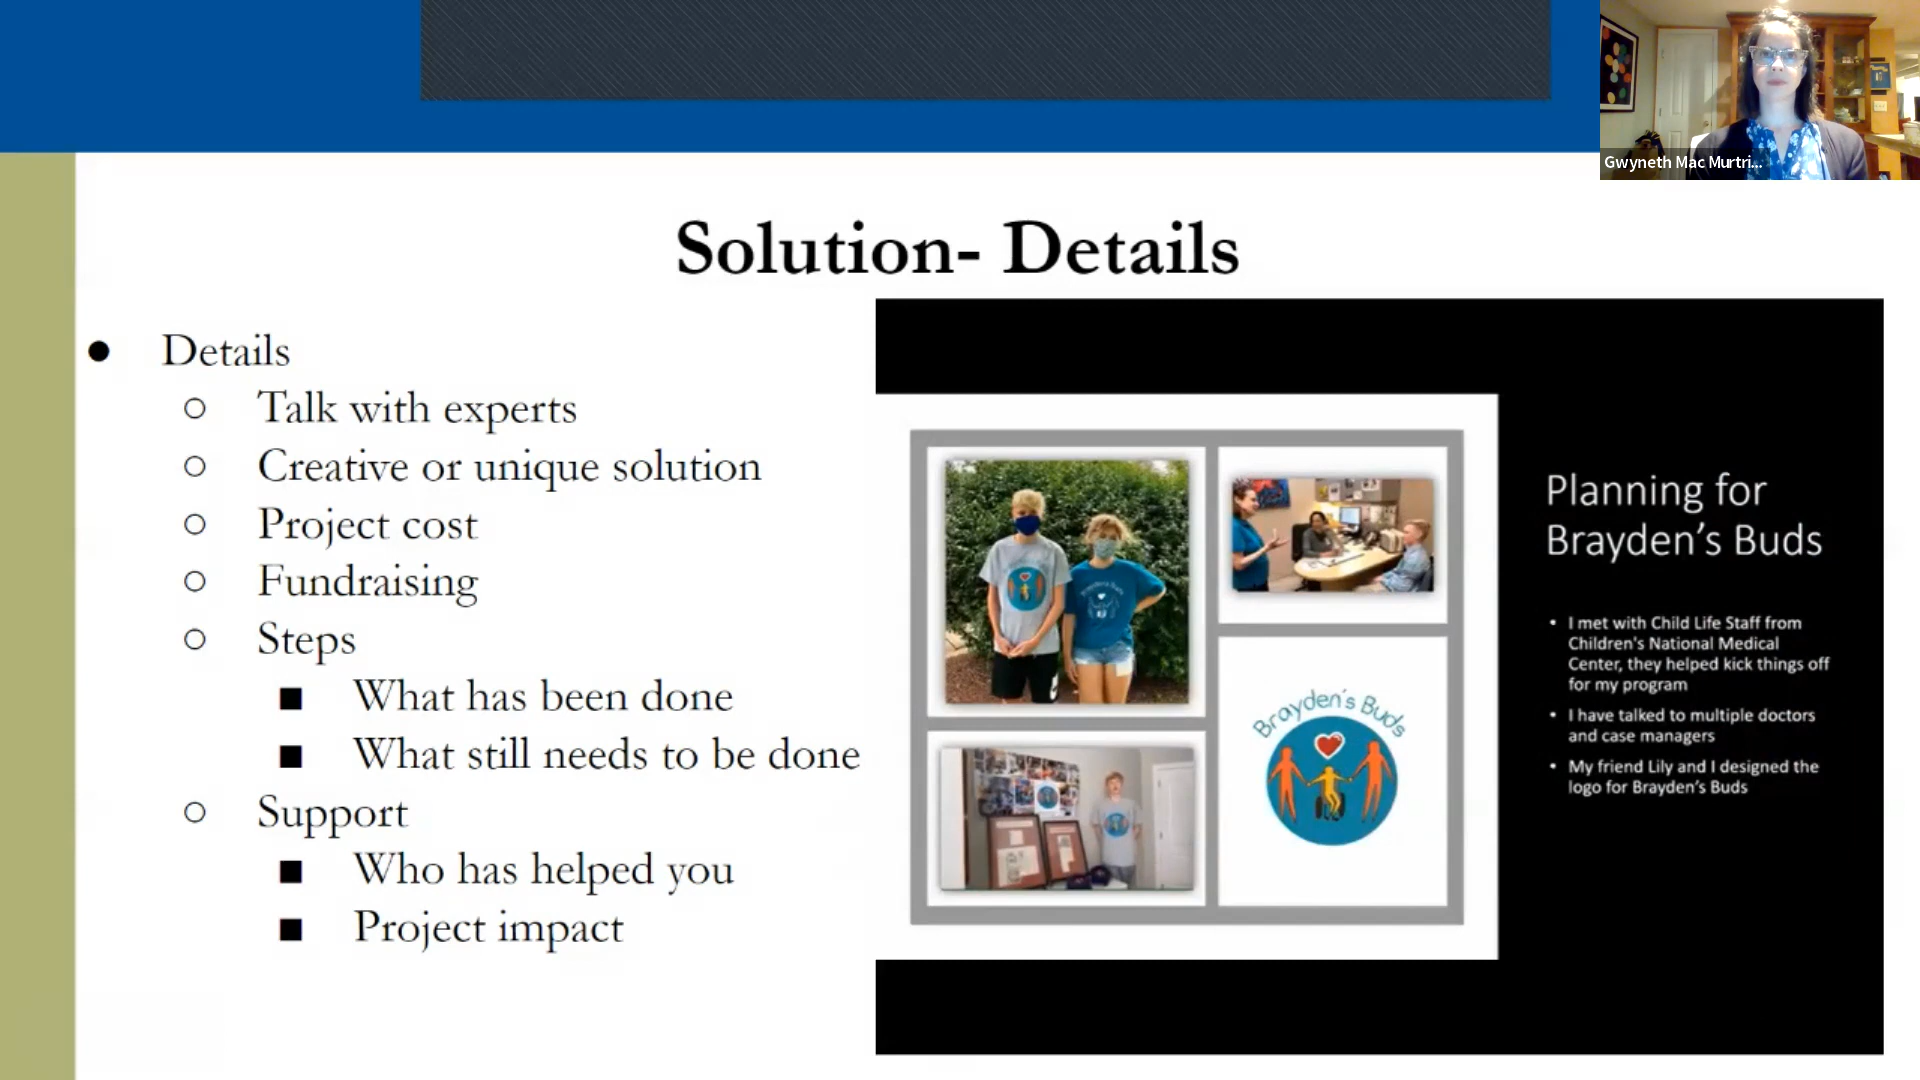 Gwyneth Mac Murtri...
Solution- Details
Details
Talk with experts
Creative or unique solution
Project cost
Fundraising
Steps
What has been done
What still needs to be done
Support
Who has helped you
Project impact
Brayden's Buds
Planning for
Brayden's Buds
I met with Child Life Staff from
Children's National Medical
Center, they helped kick things off
for my program
I have talked to multiple doctors
and case managers
My friend Lily and I designed the
logo for Brayden's Buds